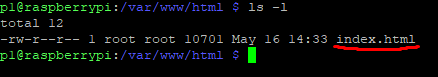 pi@raspberrypi:/var/www/html $ ls -l
total 12
-rw-r--r-- 1 root root 10701 May 16 14:33 index.html
pi@raspberrypi:/var/www/html $